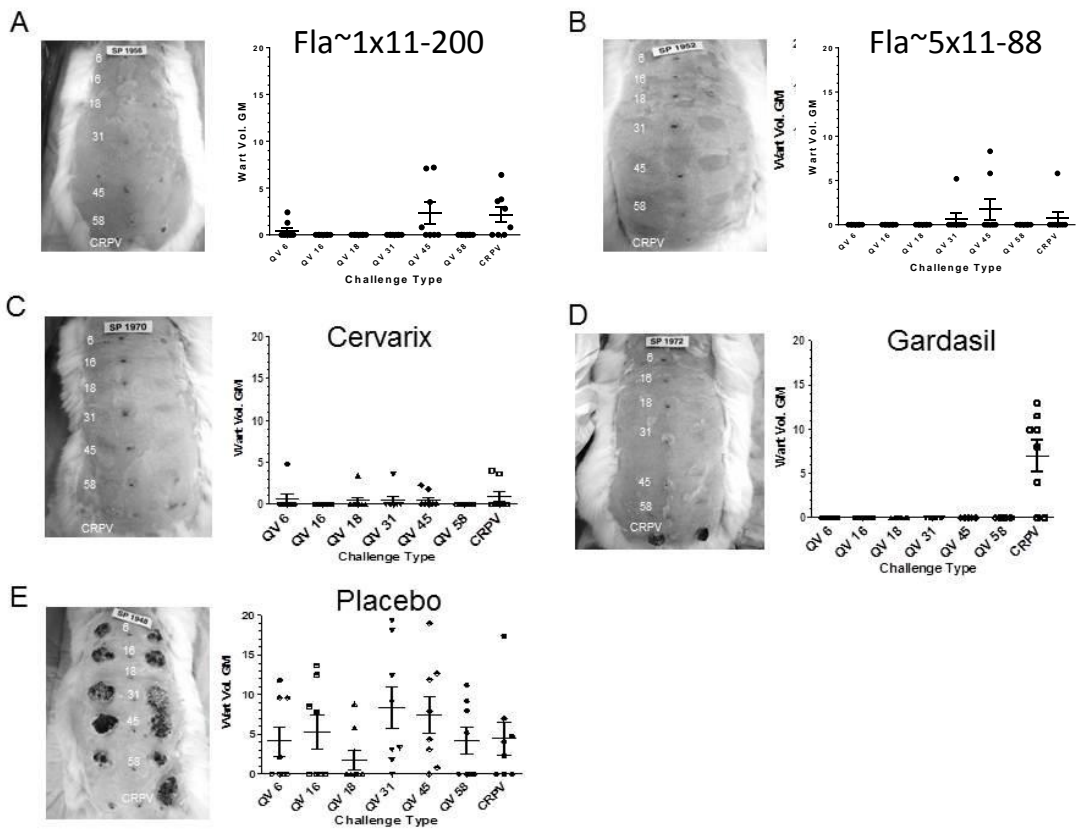 A
SP 1956
6
16
18
31
45
58
CRPV
Fla~1x11-200
Wart Vol. GM
20
15
10
5
0
QV 6
QV 16
QV 18
QV 31
QV 45
QV 58
CRPV
Challenge Type
B
SP 1952
6
16
18
31
45
58
CRPV
Fla~5x11-88
Wart Vol. GM
2
Wart Vol. GM
20
15
10
5
0
QV 6
QV 16
QV 18
QV 31
QV 45
QV 58
CRPV
Challenge Type
C
SP 1970
6
16
18
31
45
58
CRPV
Cervarix
Wart Vol. GM
20
15
10
5
0
QV 6
QV 16
QV 18
QV 31
QV 45
QV 58
CRPV
Challenge Type
D
SP 1972
6
16
18
31
45
58
CRPV
Gardasil
Wart Vol. GM
20
15
10
5
0
QV 6
QV 16
QV 18
QV 31
QV 45
QV 58
CRPV
Challenge Type
E
SP 1948
6
16
18
31
45
58
CRPV
Placebo
Wart Vol. GM
20
15
10
5
0
QV 6
QV 16
QV 18
QV 31
QV 45
QV 58
CRPV
Challenge Type